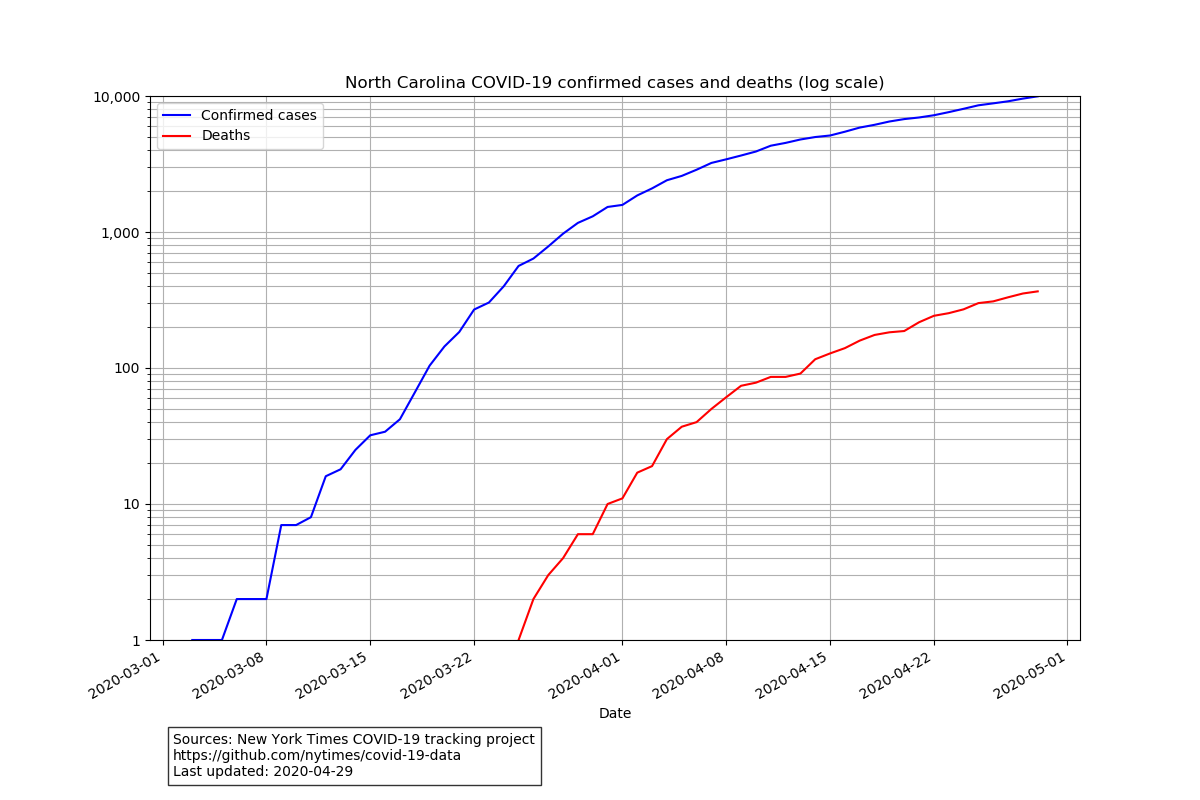 North Carolina COVID-19 confirmed cases and deaths (log scale)
10,000
1,000
100
10
1
Confirmed cases
Deaths
2020-03-01
2020-03-08
2020-03-15
2020-03-22
2020-04-01
2020-04-08
2020-04-15
2020-04-22
2020-05-01
Date
Sources: New York Times COVID-19 tracking project
https://github.com/nytimes/covid-19-data
Last updated: 2020-04-29